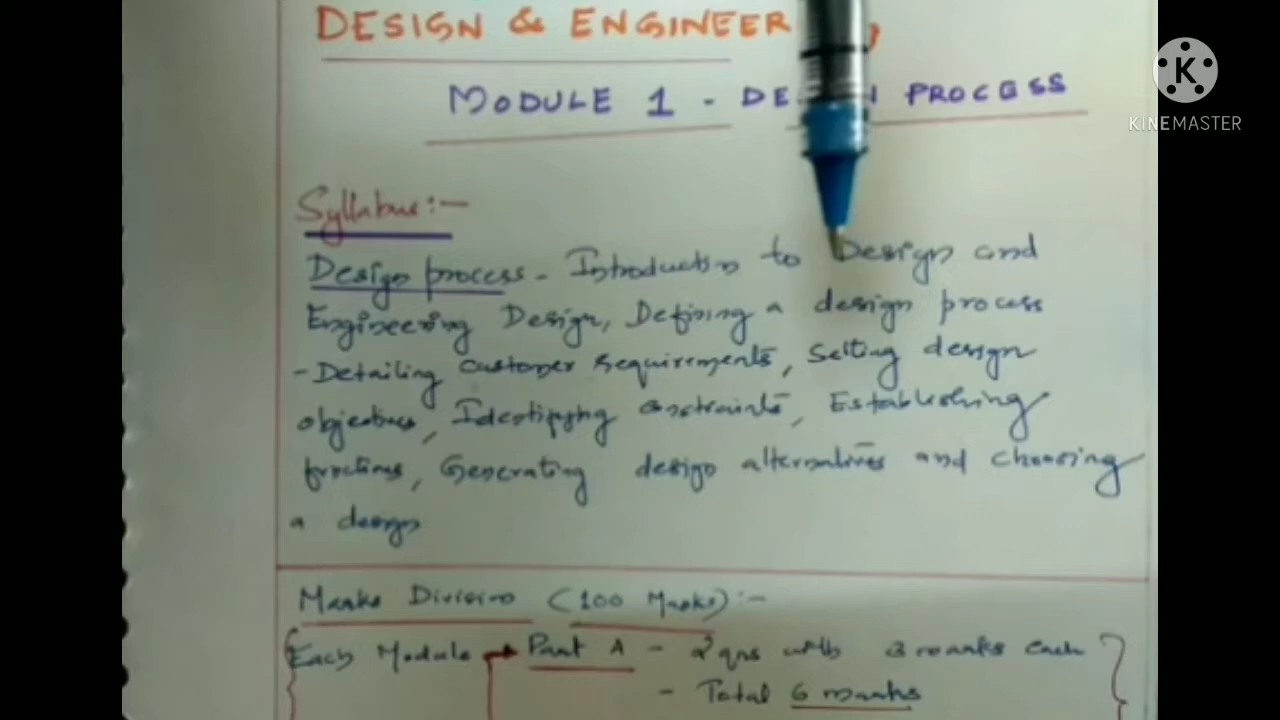 DESIGN & ENGINEER
MODULE 1 - PROCESS
K
KINEMASTER
Syllabus:-
Design process - Introduction to Design and
Engineering Design, Defining a design process
- Detailing customer requirements, Setting design
objectives, Identifying constraints, Establishing
functions, Generating design alternatives and choosing
a design
Marks Division (100 Marks):-
Each Module → Part A - 2 qns with 3 marks each
- Total 6 marks